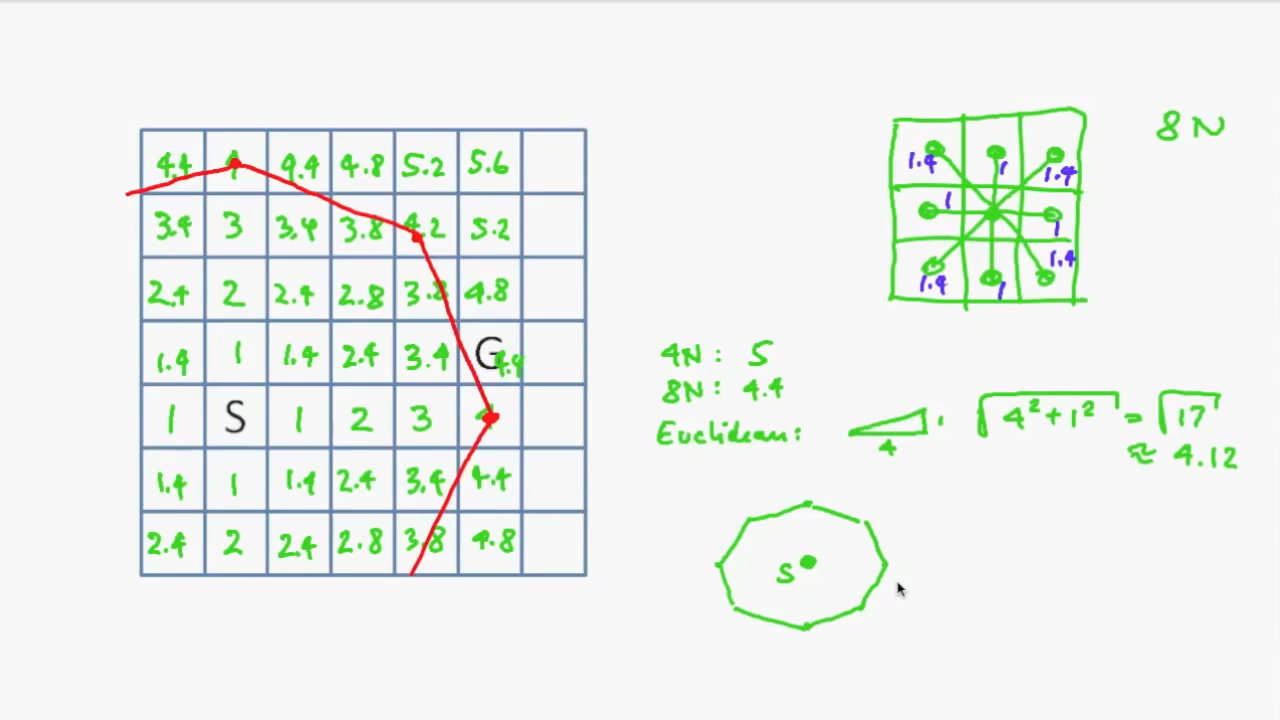 4.4 4 4.4 4.8 5.2 5.6
3.4 3 3.4 3.8 4.2 5.2
2.4 2 2.4 2.8 3.8 4.8
1.4 1 1.4 2.4 3.4 G 4.4
1 S 1 2 3 4
1.4 1 1.4 2.4 3.4 4.4
2.4 2 2.4 2.8 3.8 4.8
8N
1.4 1 1.4
1 1
1.4 1 1.4
4N: 5
8N: 4.4
Euclidean: 4 1 √4²+1² = √17
≈ 4.12
S